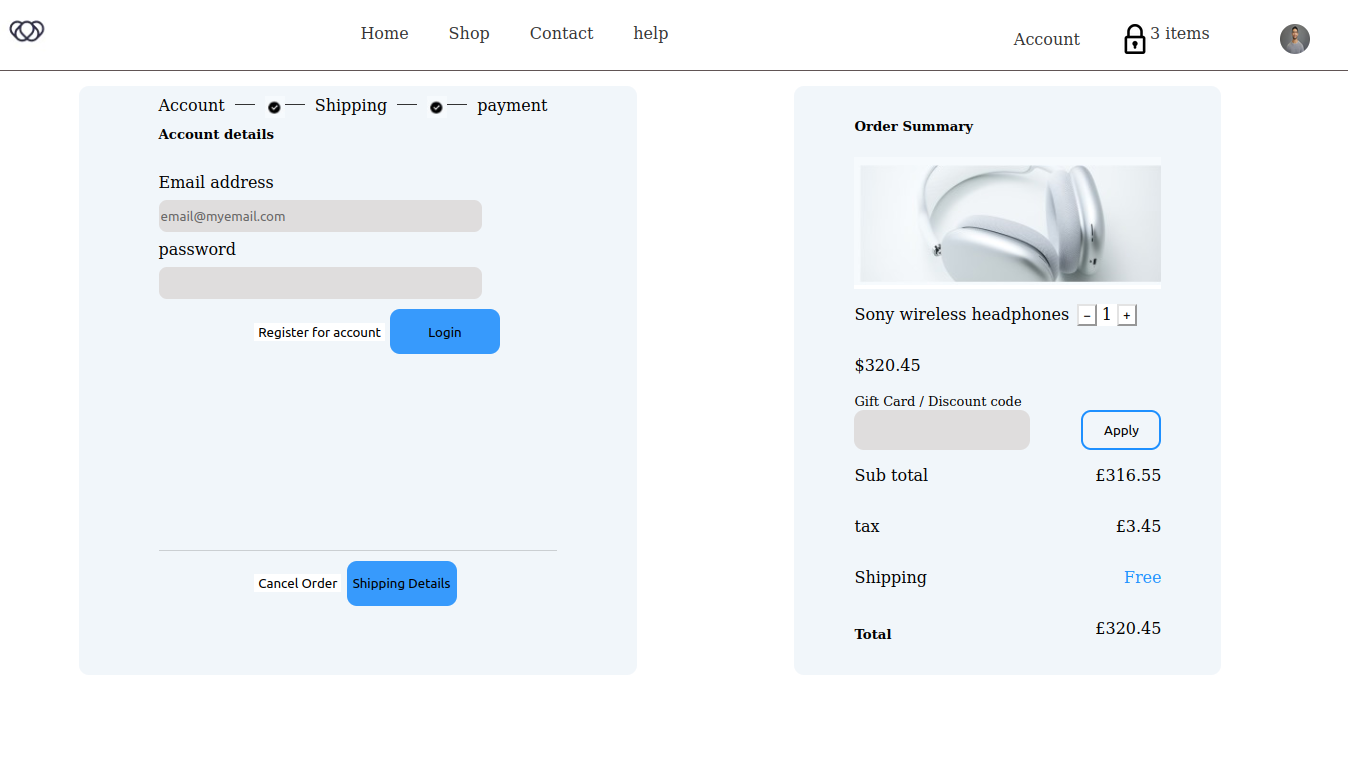 Home Shop Contact help Account 3 items
Account Shipping payment
Account details
Email address
email@myemail.com
password
Register for account Login
Cancel Order Shipping Details
Order Summary
Sony wireless headphones - 1 +
$320.45
Gift Card / Discount code
Apply
Sub total £316.55
tax £3.45
Shipping Free
Total £320.45